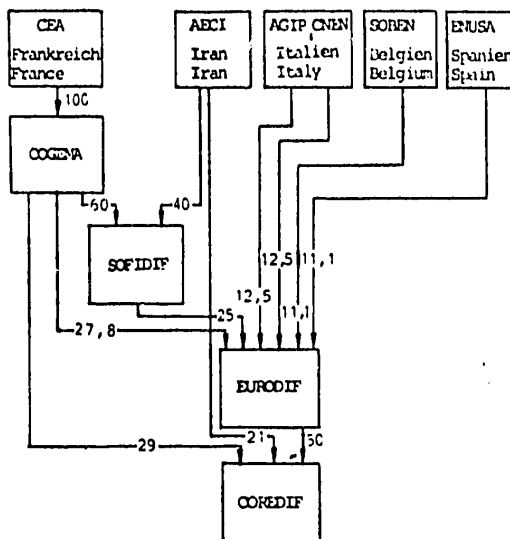 CEA
Frankreich
France
AECI
Iran
Iran
AGIP CNEN
Italien
Italy
SOBEN
Belgien
Belgium
ENUSA
Spanien
Spain
100
COGEMA
60
40
SOFIDIF
12,5
11,1
12,5
11,1
25
27,8
EURODIF
29
21
50
COREDIF